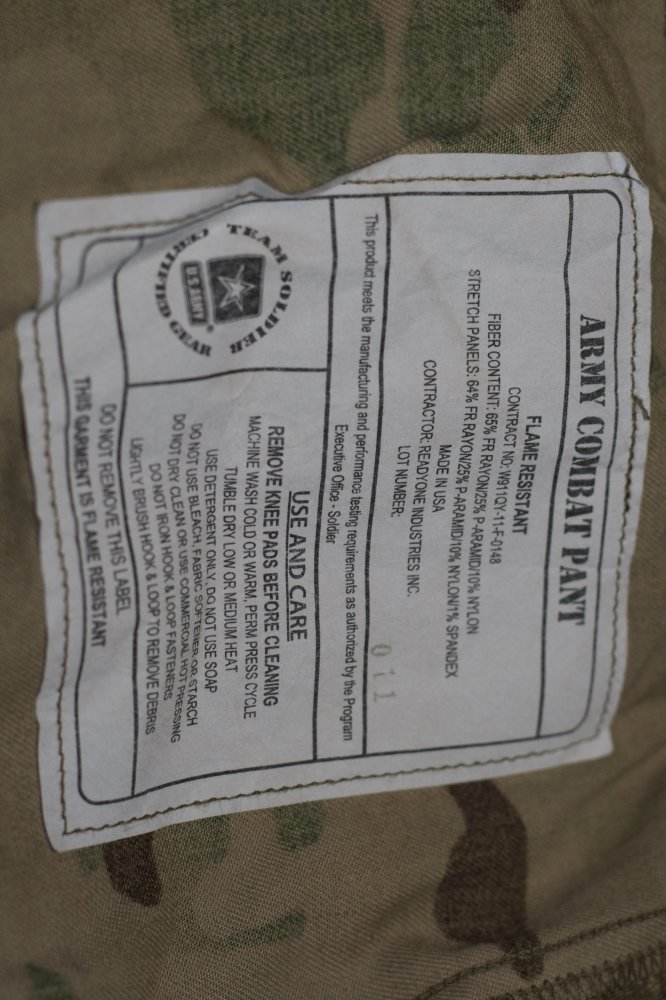 ARMY COMBAT PANT
FLAME RESISTANT
CONTRACT NO: W911QY-11-F-0148
FIBER CONTENT: 65% FR RAYON/25% P-ARAMID/10% NYLON
STRETCH PANELS: 64% FR RAYON/25% P-ARAMID/10% NYLON/1% SPANDEX
MADE IN USA
CONTRACTOR: READYONE INDUSTRIES INC.
LOT NUMBER:
011
This product meets the manufacturing and performance testing requirements as authorized by the Program
Executive Office - Soldier
TEAM SOLDIER
CERTIFIED GEAR
U.S. ARMY
USE AND CARE
REMOVE KNEE PADS BEFORE CLEANING
MACHINE WASH COLD OR WARM, PERM PRESS CYCLE
TUMBLE DRY LOW OR MEDIUM HEAT
USE DETERGENT ONLY, DO NOT USE SOAP
DO NOT USE BLEACH, FABRIC SOFTENER OR STARCH
DO NOT DRY CLEAN OR USE COMMERCIAL HOT PRESSING
DO NOT IRON HOOK & LOOP FASTENERS
LIGHTLY BRUSH HOOK & LOOP TO REMOVE DEBRIS
DO NOT REMOVE THIS LABEL
THIS GARMENT IS FLAME RESISTANT